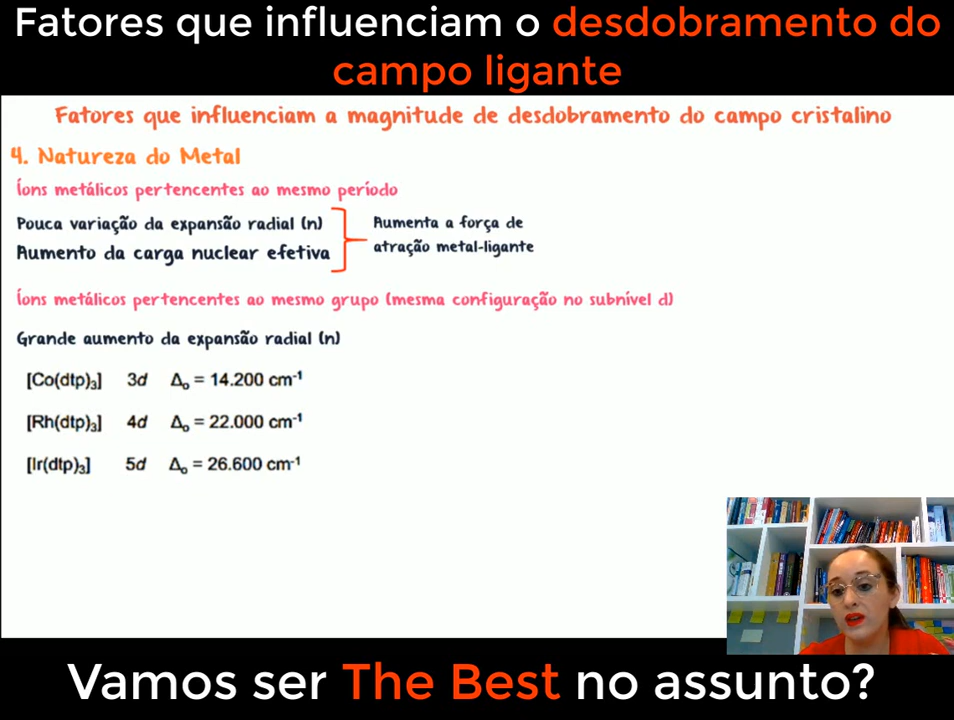 Fatores que influenciam o desdobramento do
campo ligante
Fatores que influenciam a magnitude de desdobramento do campo cristalino
4. Natureza do Metal
Íons metálicos pertencentes ao mesmo período
Pouca variação da expansão radial (n)
Aumento da carga nuclear efetiva
Aumenta a força de
atração metal-ligante
Íons metálicos pertencentes ao mesmo grupo (mesma configuração no subnível d)
Grande aumento da expansão radial (n)
[Co(dtp)₃] 3d Δₒ = 14.200 cm⁻¹
[Rh(dtp)₃] 4d Δₒ = 22.000 cm⁻¹
[Ir(dtp)₃] 5d Δₒ = 26.600 cm⁻¹
Vamos ser The Best no assunto?